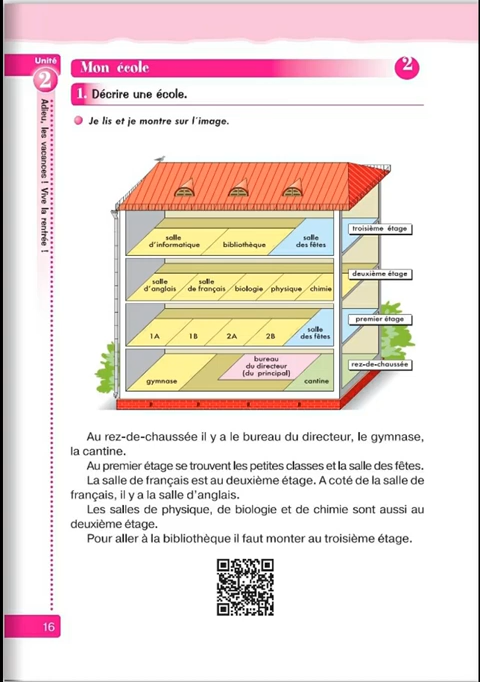 Unité
2
Adieu, les vacances ! Vive la rentrée !
Mon école
2
1. Décrire une école.
Je lis et je montre sur l'image.
troisième étage
salle d'informatique
bibliothèque
salle des fêtes
deuxième étage
salle d'anglais
salle de français
biologie
physique
chimie
premier étage
1A
1B
2A
2B
salle des fêtes
rez-de-chaussée
gymnase
bureau du directeur (du principal)
cantine
Au rez-de-chaussée il y a le bureau du directeur, le gymnase,
la cantine.
Au premier étage se trouvent les petites classes et la salle des fêtes.
La salle de français est au deuxième étage. A coté de la salle de
français, il y a la salle d'anglais.
Les salles de physique, de biologie et de chimie sont aussi au
deuxième étage.
Pour aller à la bibliothèque il faut monter au troisième étage.
16